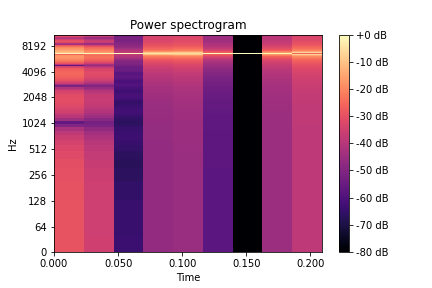 Power spectrogram
Hz
8192
4096
2048
1024
512
256
128
64
0
0.000
0.050
0.100
0.150
0.200
Time
+0 dB
-10 dB
-20 dB
-30 dB
-40 dB
-50 dB
-60 dB
-70 dB
-80 dB